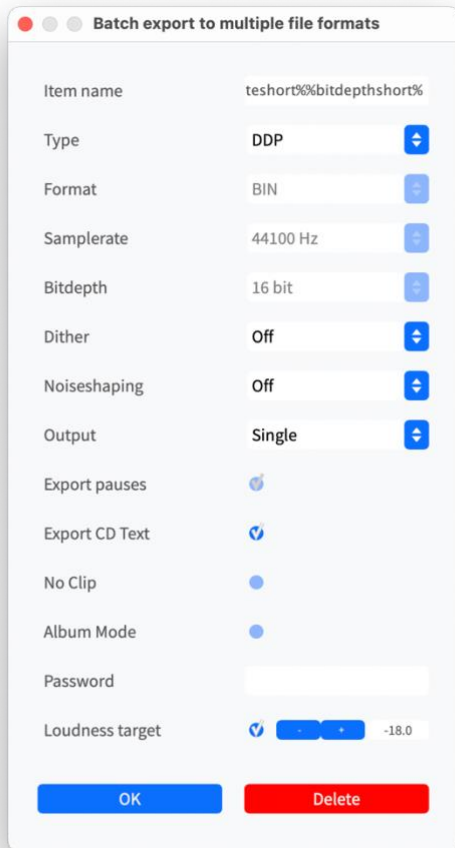 Batch export to multiple file formats
Item name teshort%%bitdepthshort%
Type DDP
Format BIN
Samplerate 44100 Hz
Bitdepth 16 bit
Dither Off
Noiseshaping Off
Output Single
Export pauses
Export CD Text
No Clip
Album Mode
Password
Loudness target - + -18.0
OK Delete